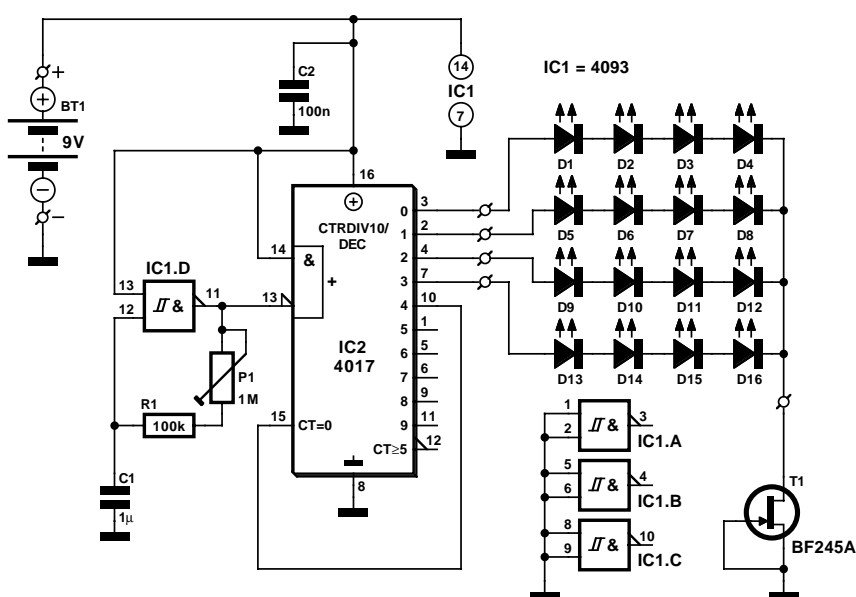 IC1 = 4093
+
BT1
9V
C2
100n
14
IC1
7
16
CTRDIV10/
DEC
14
&
+
13
IC2
4017
15
CT=0
8
0
3
1
2
2
4
3
7
4
10
5
1
6
5
7
6
8
9
9
11
CT≥5
12
IC1.D
13
12
&
11
P1
1M
R1
100k
C1
1µ
D1
D2
D3
D4
D5
D6
D7
D8
D9
D10
D11
D12
D13
D14
D15
D16
1
2
&
3
IC1.A
5
6
&
4
IC1.B
8
9
&
10
IC1.C
T1
BF245A